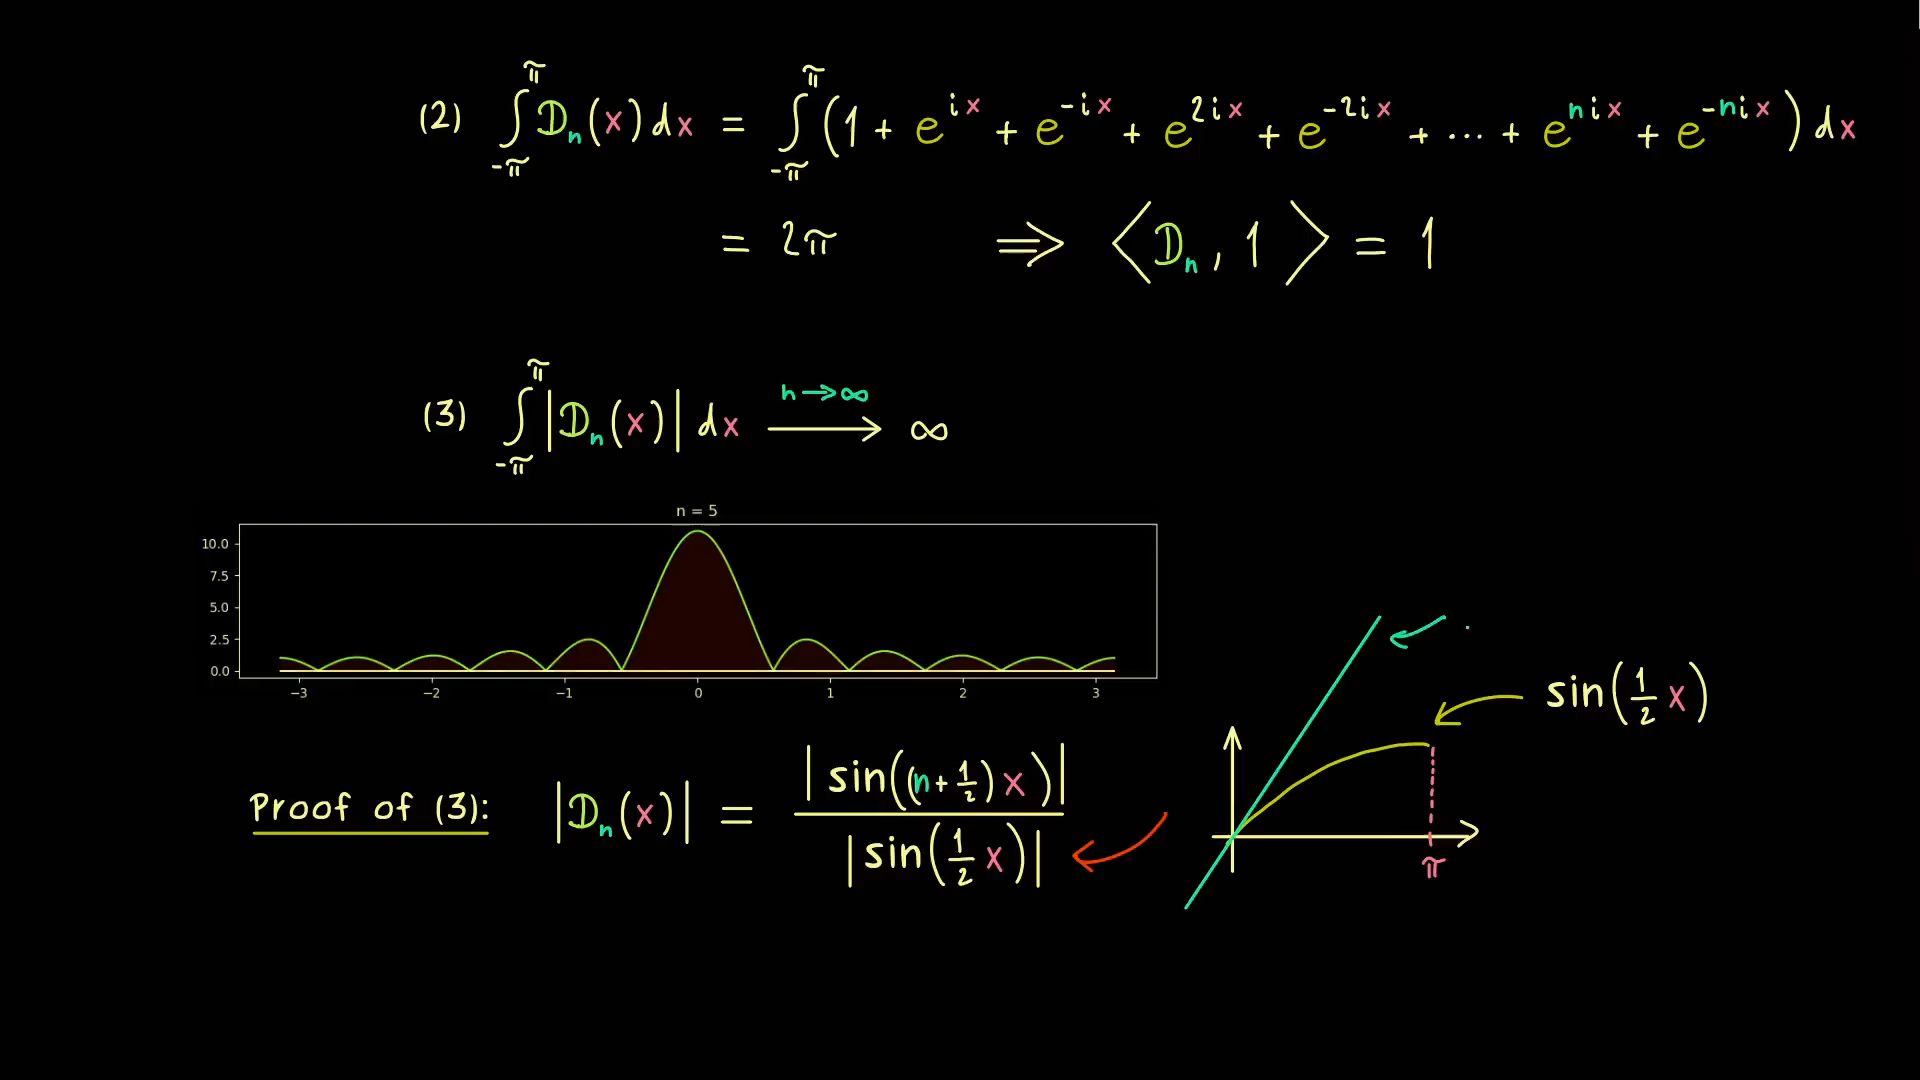 (2) ∫_{-π}^{π} D_n(x) dx = ∫_{-π}^{π} (1 + e^{ix} + e^{-ix} + e^{2ix} + e^{-2ix} + ... + e^{nix} + e^{-nix}) dx
= 2π ⟹ ⟨D_n, 1⟩ = 1
(3) ∫_{-π}^{π} |D_n(x)| dx —n→∞→ ∞
n = 5
10.0
7.5
5.0
2.5
0.0
−3 −2 −1 0 1 2 3
sin(1/2 x)
π
Proof of (3): |D_n(x)| = |sin((n + 1/2)x)| / |sin(1/2 x)|